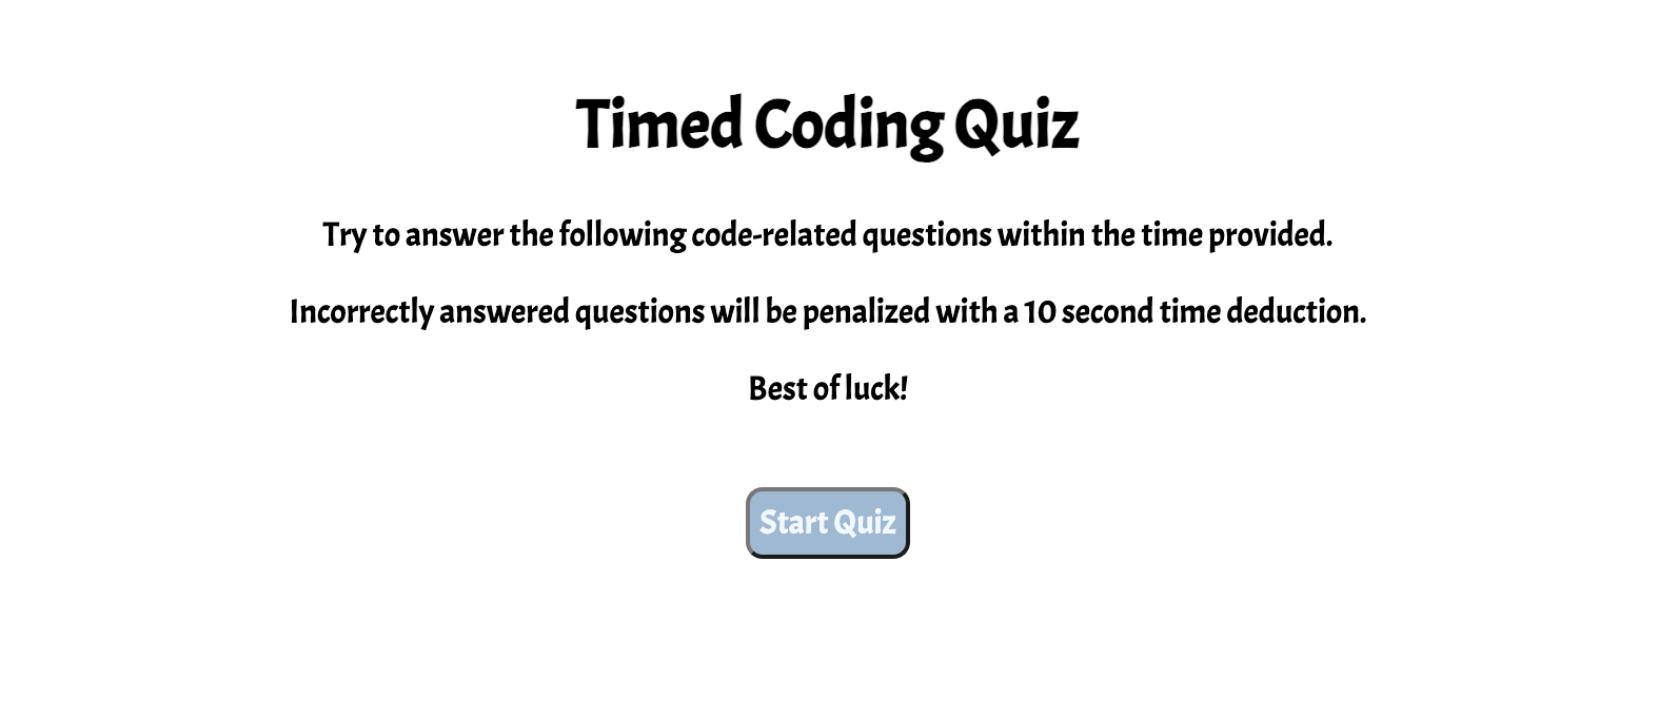 Timed Coding Quiz
Try to answer the following code-related questions within the time provided.
Incorrectly answered questions will be penalized with a 10 second time deduction.
Best of luck!
Start Quiz